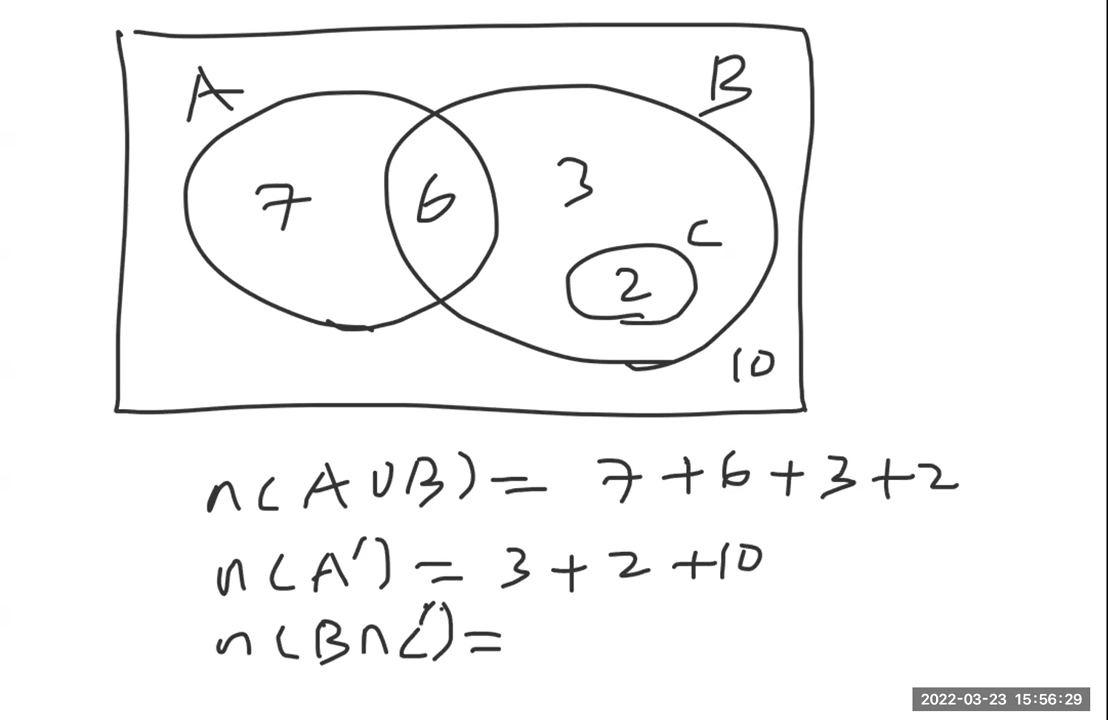 A
B
7
6
3
C
2
10
n(A∪B) = 7+6+3+2
n(A′) = 3+2+10
n(B∩C′) =
2022-03-23 15:56:29